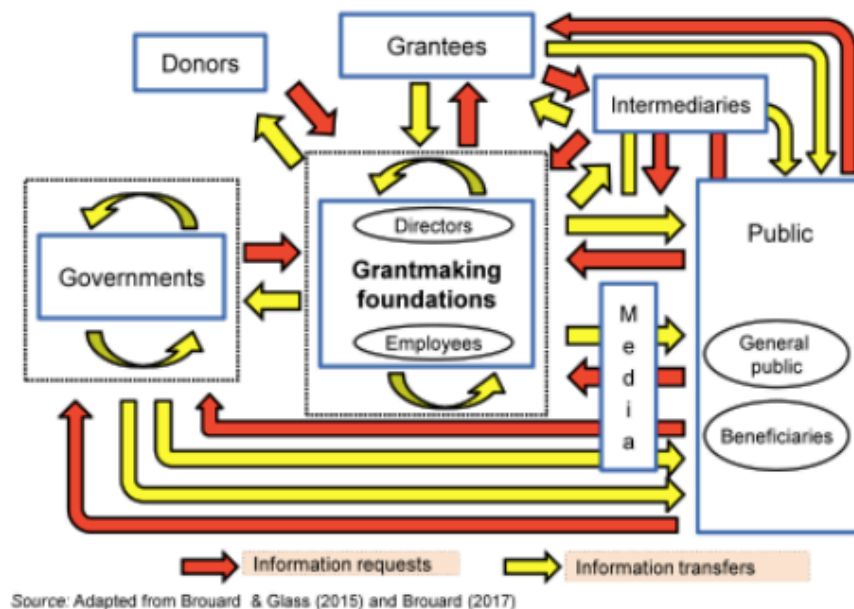 Donors
Grantees
Intermediaries
Governments
Directors
Grantmaking
foundations
Employees
Media
Public
General
public
Beneficiaries
Information requests
Information transfers
Source: Adapted from Brouard & Glass (2015) and Brouard (2017)